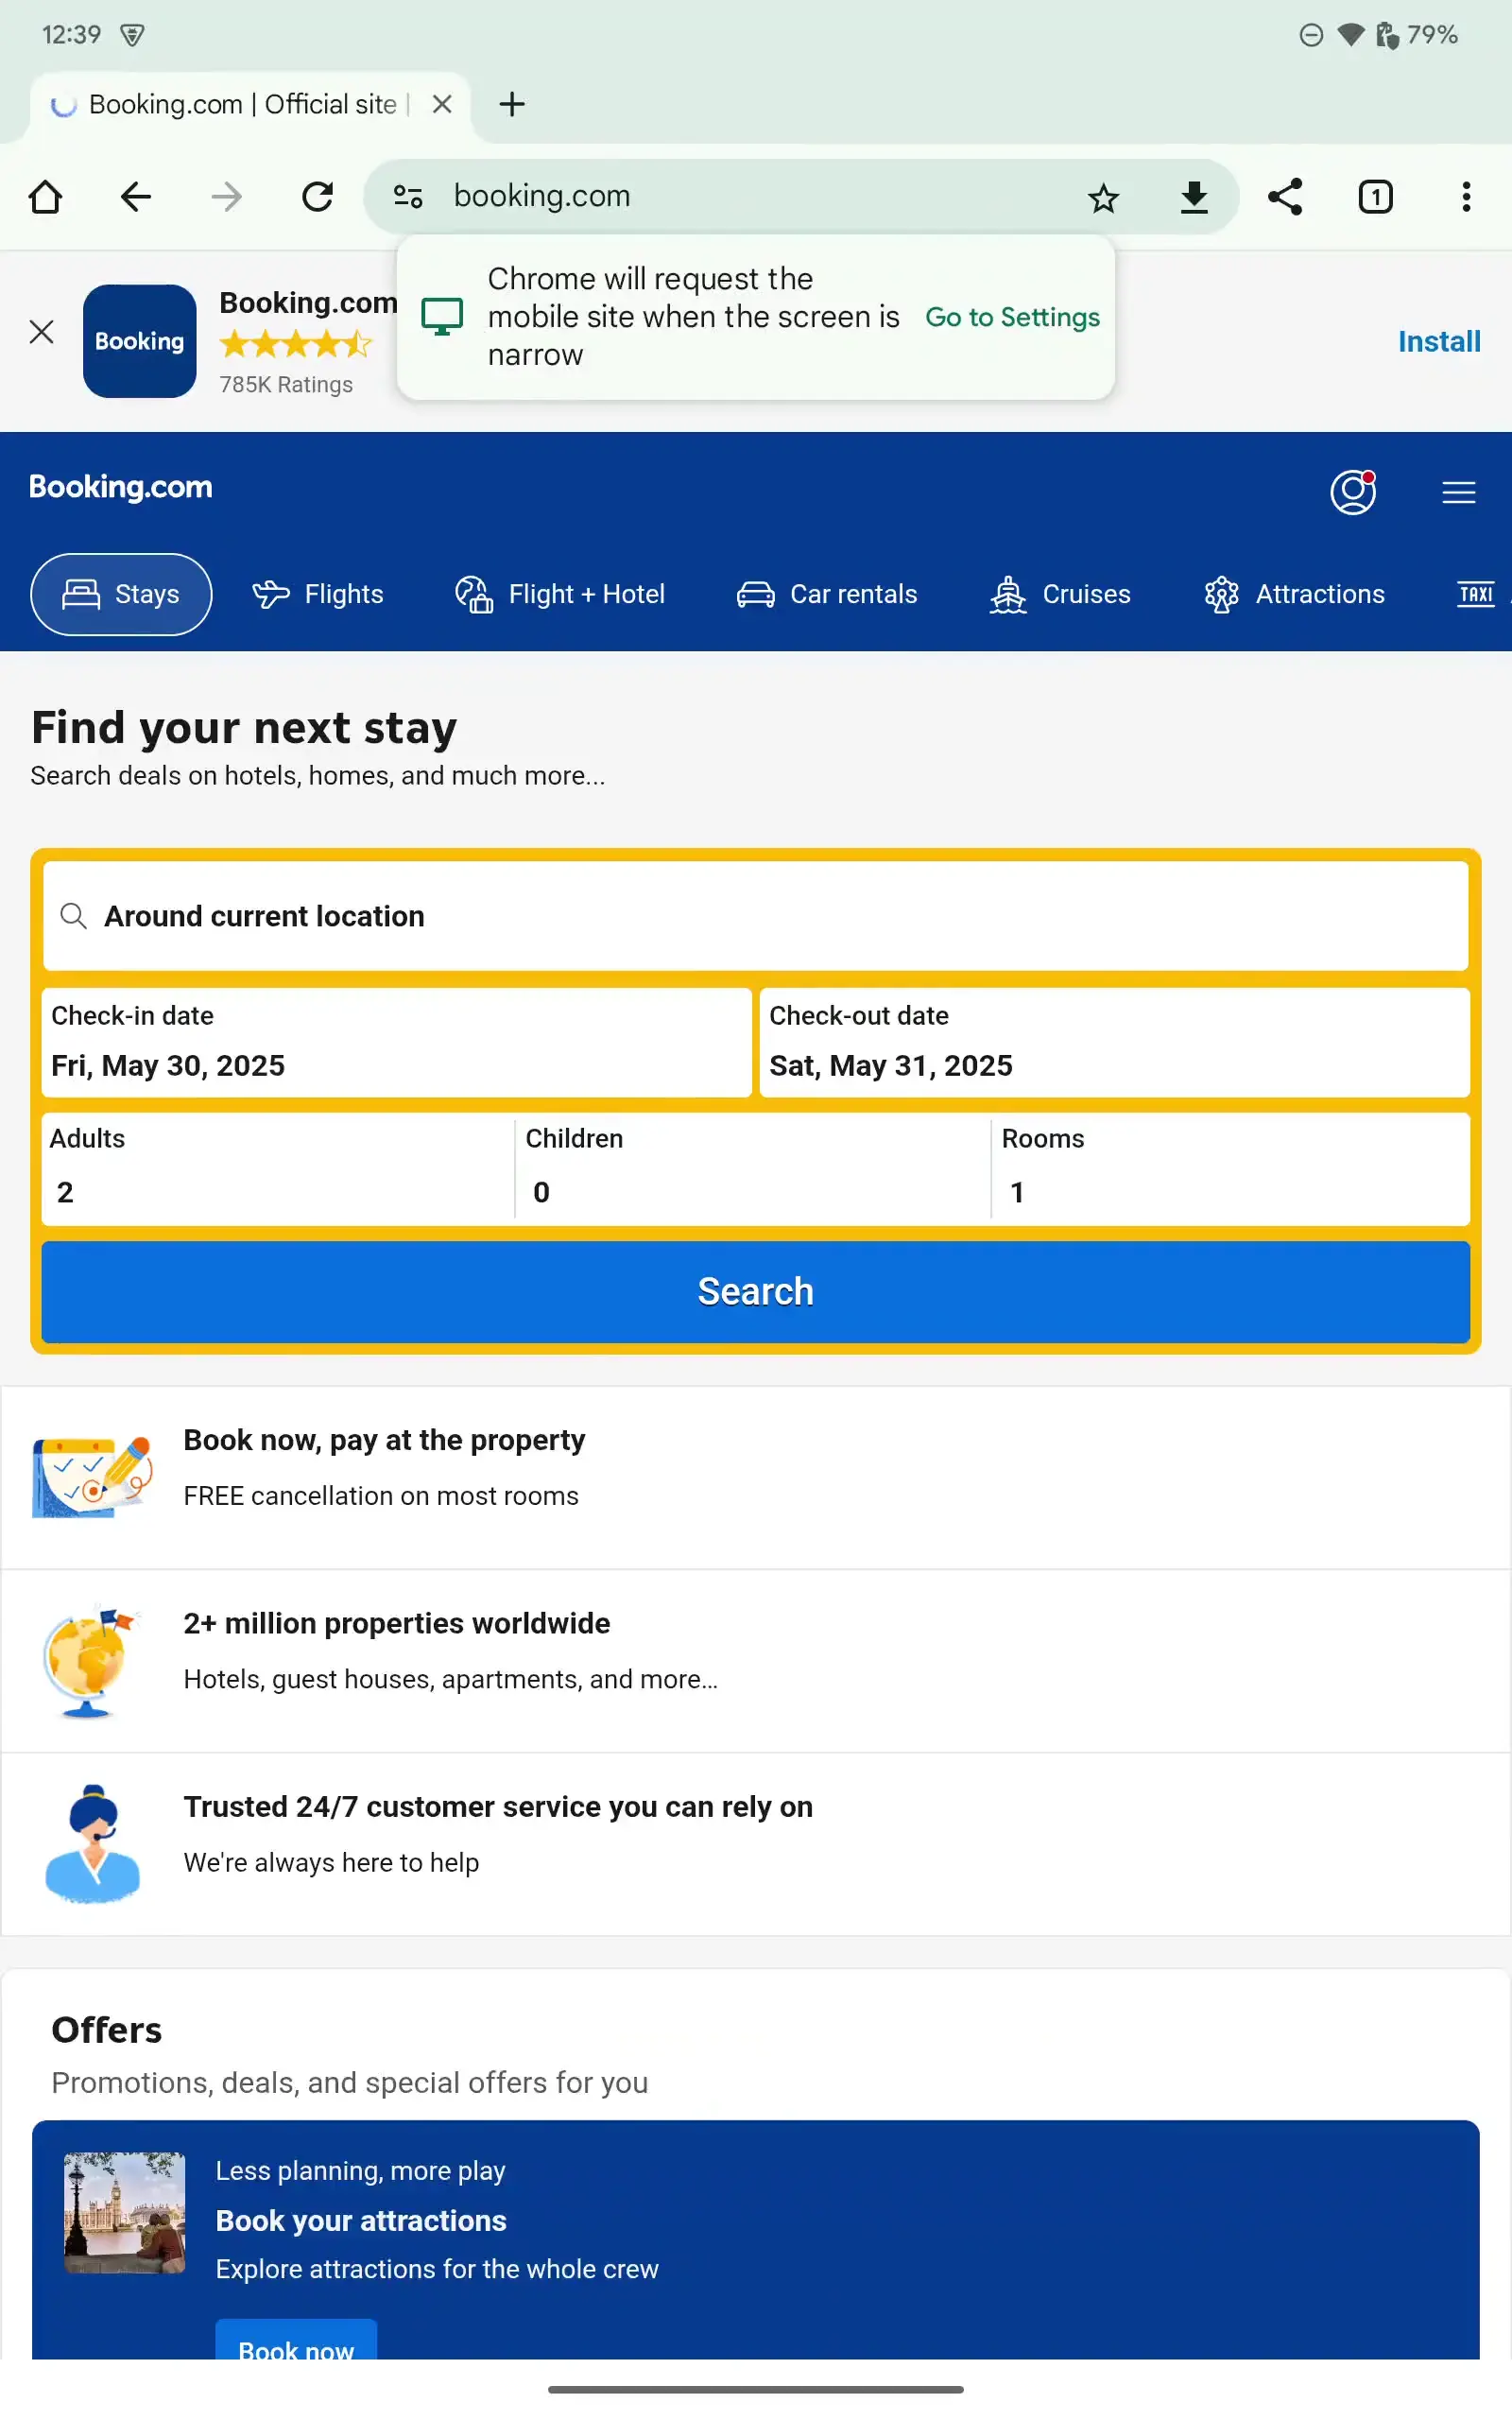 12:39
79%
Booking.com | Official site |
booking.com
1
Chrome will request the
mobile site when the screen is
narrow
Go to Settings
Booking
Booking.com
785K Ratings
Install
Booking.com
Stays
Flights
Flight + Hotel
Car rentals
Cruises
Attractions
TAXI
Find your next stay
Search deals on hotels, homes, and much more...
Around current location
Check-in date
Check-out date
Fri, May 30, 2025
Sat, May 31, 2025
Adults
Children
Rooms
2
0
1
Search
Book now, pay at the property
FREE cancellation on most rooms
2+ million properties worldwide
Hotels, guest houses, apartments, and more…
Trusted 24/7 customer service you can rely on
We're always here to help
Offers
Promotions, deals, and special offers for you
Less planning, more play
Book your attractions
Explore attractions for the whole crew
Book now